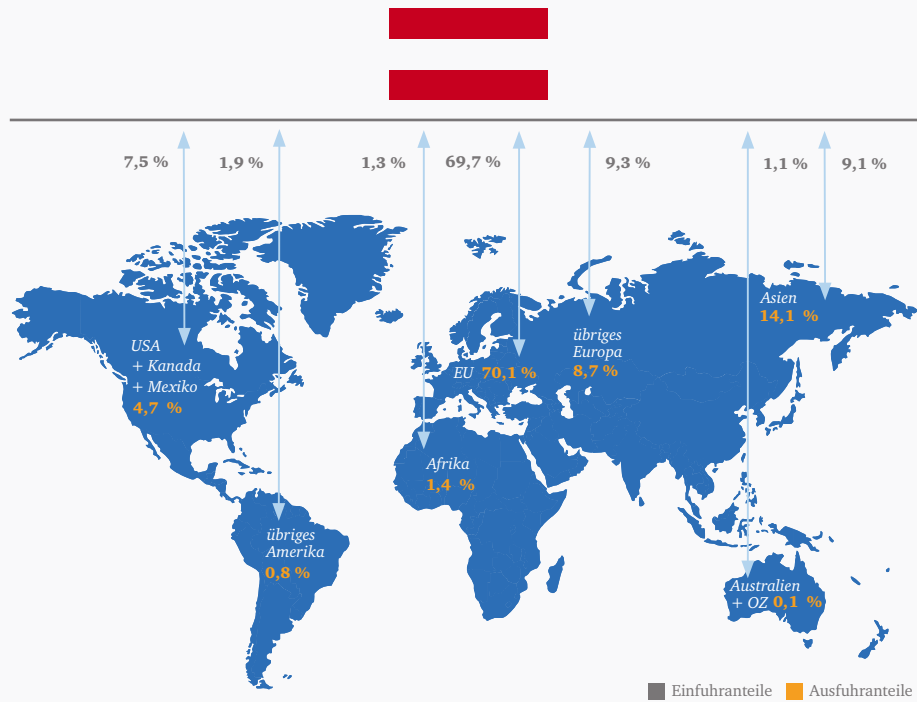 7,5 %
1,9 %
1,3 %
69,7 %
9,3 %
1,1 %
9,1 %
USA
+ Kanada
+ Mexiko
4,7 %
übriges
Amerika
0,8 %
Afrika
1,4 %
EU 70,1 %
übriges
Europa
8,7 %
Asien
14,1 %
Australien
+ OZ 0,1 %
Einfuhranteile
Ausfuhranteile